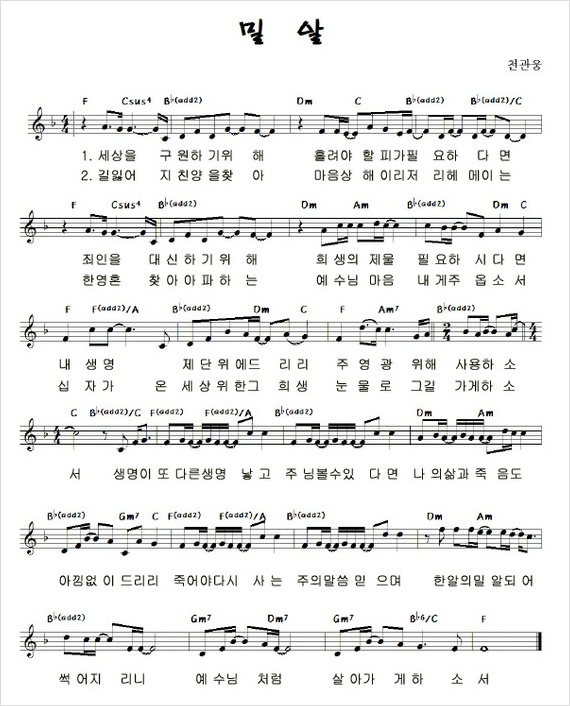 밀 알
전관웅
F Csus4 B♭(add2) Dm C B♭(add2) B♭(add2)/C
1. 세상을 구 원하기위 해 흘려야 할 피가필 요하 다 면
2. 길잃어 지 친양 을찾 아 마음상 해 이리저 리헤 메이 는
F Csus4 B♭(add2) Dm Am B♭(add2) Dm C
죄인을 대 신하 기위 해 희 생의 제물 필 요하 시다 면
한영혼 찾 아아 파하 는 예 수님 마음 내 게주 옵소 서
F F(add2)/A B♭(add2) Dm C F Am7 B♭(add2)
내 생 명 제 단 위 에드 리 리 주 영 광 위해 사용하 소
십 자 가 온 세 상 위 한그 희 생 눈 물 로 그길 가게하 소
C B♭(add2)/C F(add2) F(add2)/A B♭(add2) Dm Am
서 생명이 또 다른생명 낳 고 주 님볼수있 다 면 나 의삶과 죽 음도
B♭(add2) Gm7 C F(add2) F(add2)/A B♭(add2) Dm Am
아낌없 이 드리리 죽어야다시 사 는 주의말씀 믿 으며 한알의밀 알되 어
B♭(add2) Gm7 Dm7 Gm7 B♭6/C F
썩 어지 리니 예 수님 처럼 살 아가 게하 소 서